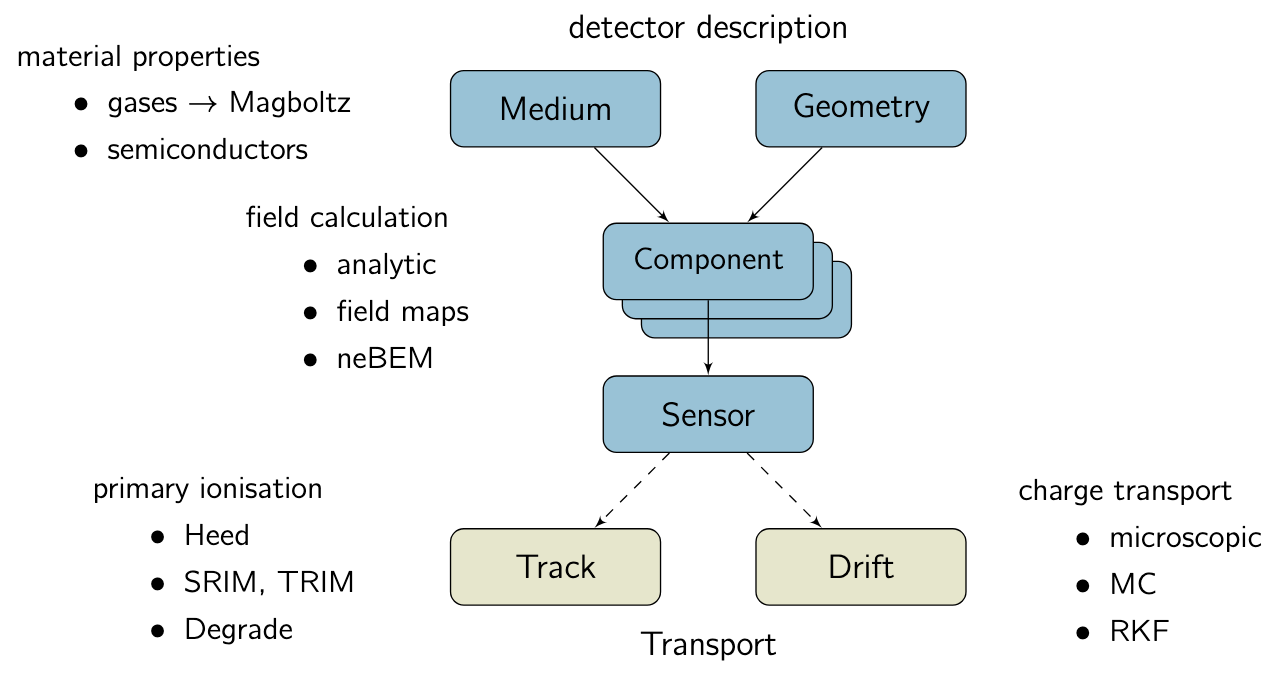 detector description
material properties
• gases → Magboltz
• semiconductors
Medium
Geometry
field calculation
• analytic
• field maps
• neBEM
Component
Sensor
primary ionisation
• Heed
• SRIM, TRIM
• Degrade
Track
Drift
charge transport
• microscopic
• MC
• RKF
Transport